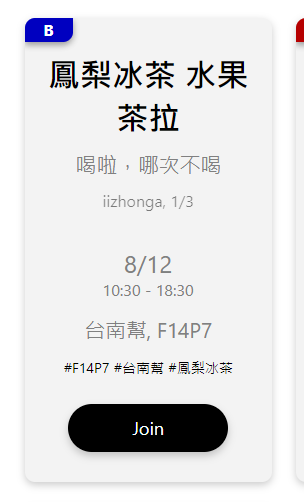 B
鳳梨冰茶 水果
茶拉
喝啦，哪次不喝
iizhonga, 1/3
8/12
10:30 - 18:30
台南幫, F14P7
#F14P7 #台南幫 #鳳梨冰茶
Join